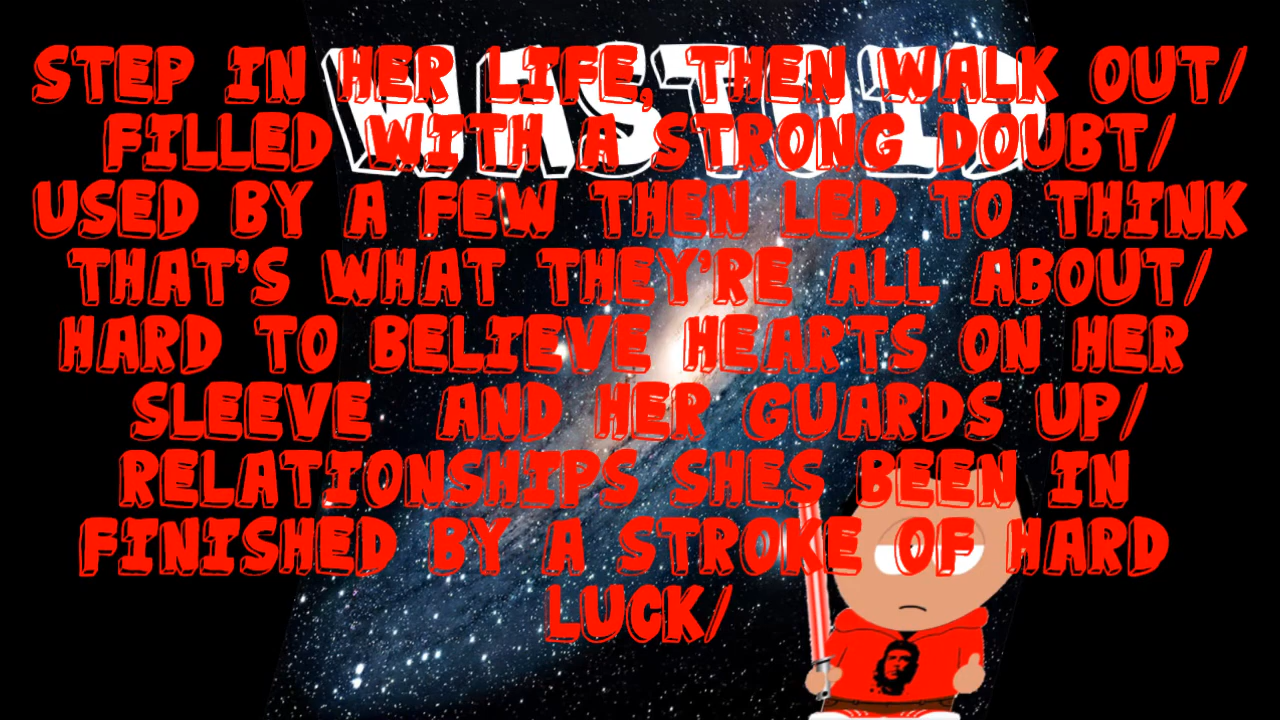 STEP IN HER LIFE, THEN WALK OUT/
FILLED WITH A STRONG DOUBT/
USED BY A FEW THEN LED TO THINK
THAT'S WHAT THEY'RE ALL ABOUT/
HARD TO BELIEVE HEARTS ON HER
SLEEVE AND HER GUARDS UP/
RELATIONSHIPS SHES BEEN IN
FINISHED BY A STROKE OF HARD
LUCK/